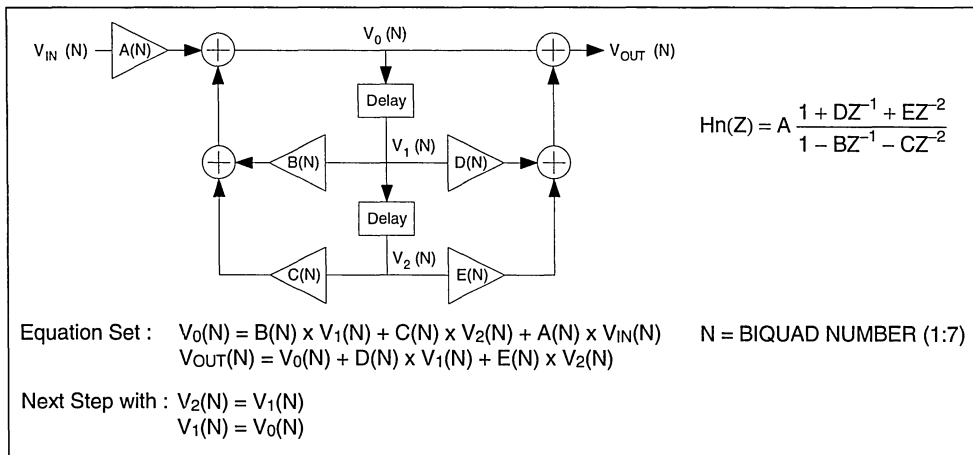 V_IN (N)
A(N)
V_0 (N)
V_OUT (N)
Delay
Hn(Z) = A (1 + DZ^-1 + EZ^-2) / (1 - BZ^-1 - CZ^-2)
B(N)
V_1 (N)
D(N)
Delay
C(N)
V_2 (N)
E(N)
Equation Set : V_0(N) = B(N) x V_1(N) + C(N) x V_2(N) + A(N) x V_IN(N)
N = BIQUAD NUMBER (1:7)
V_OUT(N) = V_0(N) + D(N) x V_1(N) + E(N) x V_2(N)
Next Step with : V_2(N) = V_1(N)
V_1(N) = V_0(N)